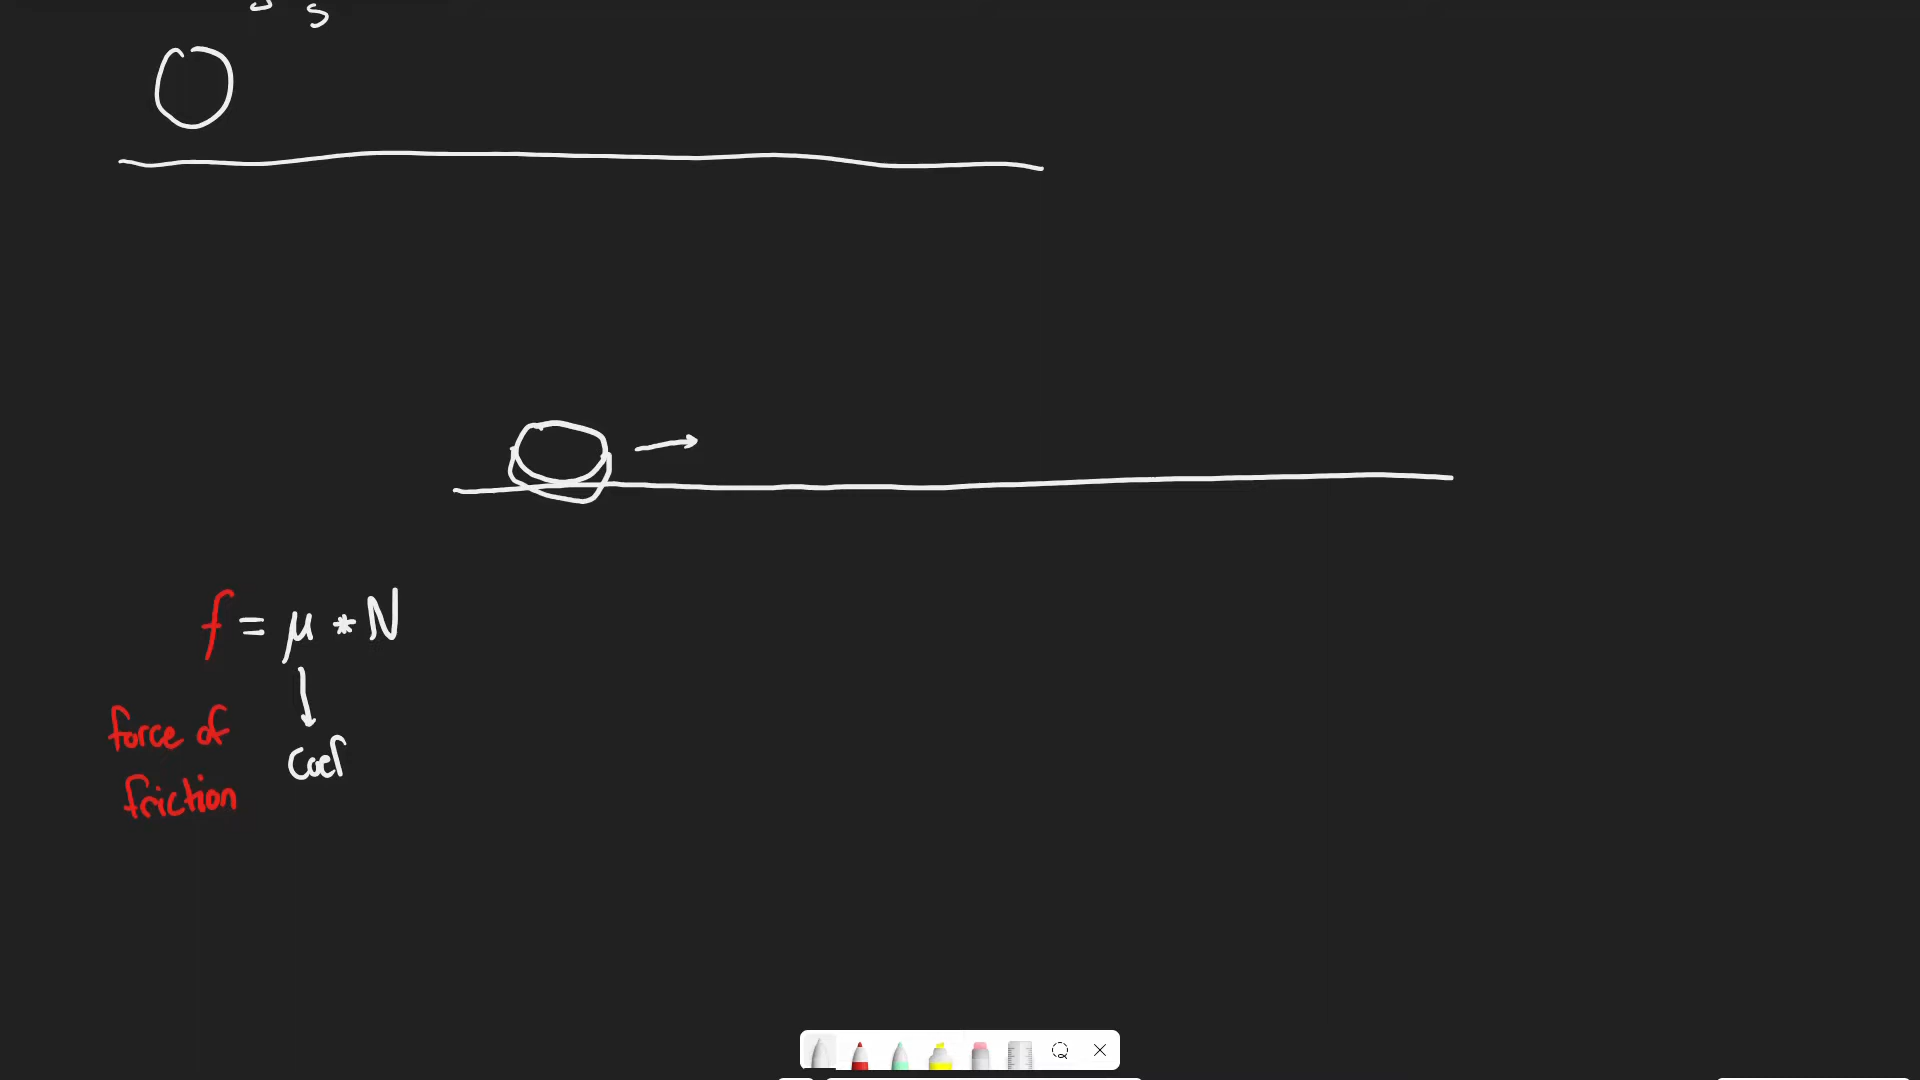 f = μ * N
force of
friction
Coef